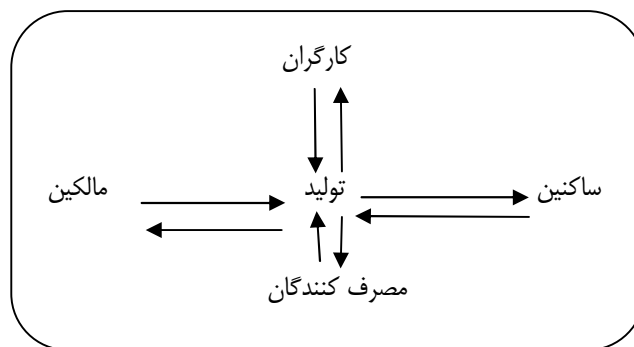 کارگران
ساکنین
تولید
مالکین
مصرف کنندگان